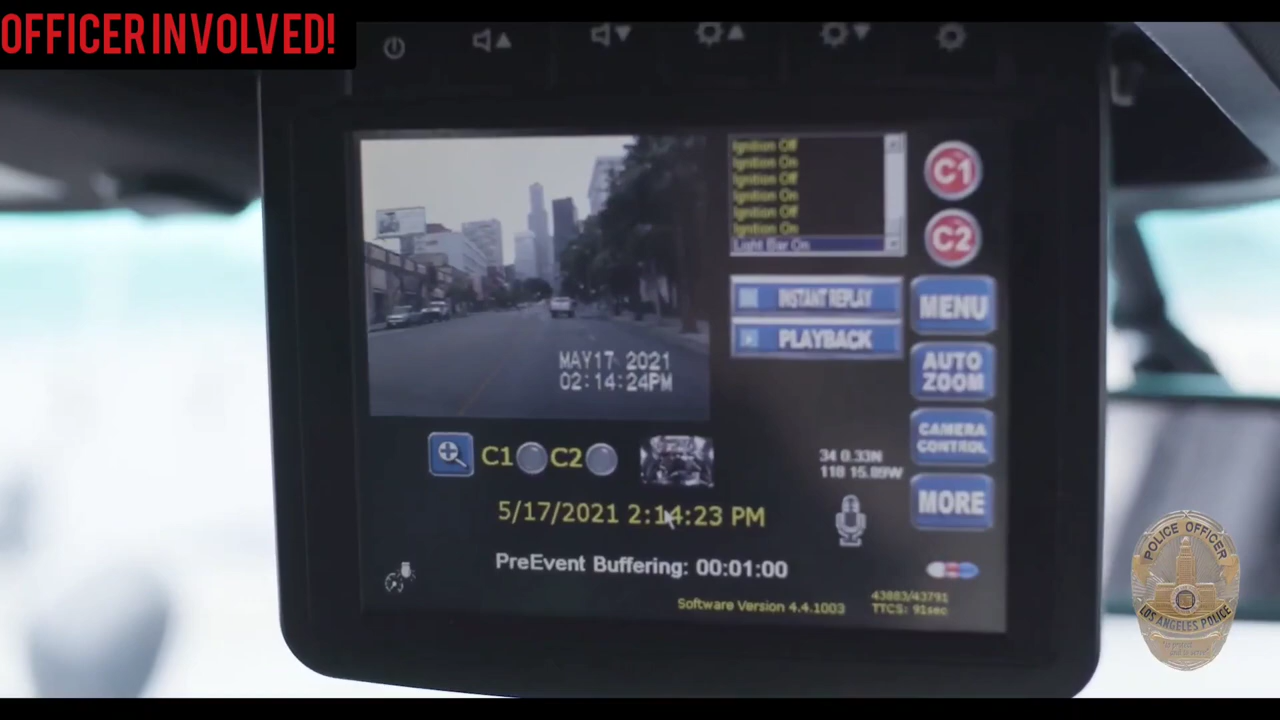 OFFICER INVOLVED!
Ignition Off
Ignition On
Ignition Off
Ignition On
Ignition Off
Ignition On
Light Bar On
C1
C2
INSTANT REPLAY
PLAYBACK
MENU
AUTO ZOOM
CAMERA CONTROL
MORE
MAY17 2021
02:14:24PM
C1 C2
34 0.33N
118 15.89W
5/17/2021 2:14:23 PM
PreEvent Buffering: 00:01:00
Software Version 4.4.1003
43883/43791
TTCS: 91sec
POLICE OFFICER
LOS ANGELES POLICE